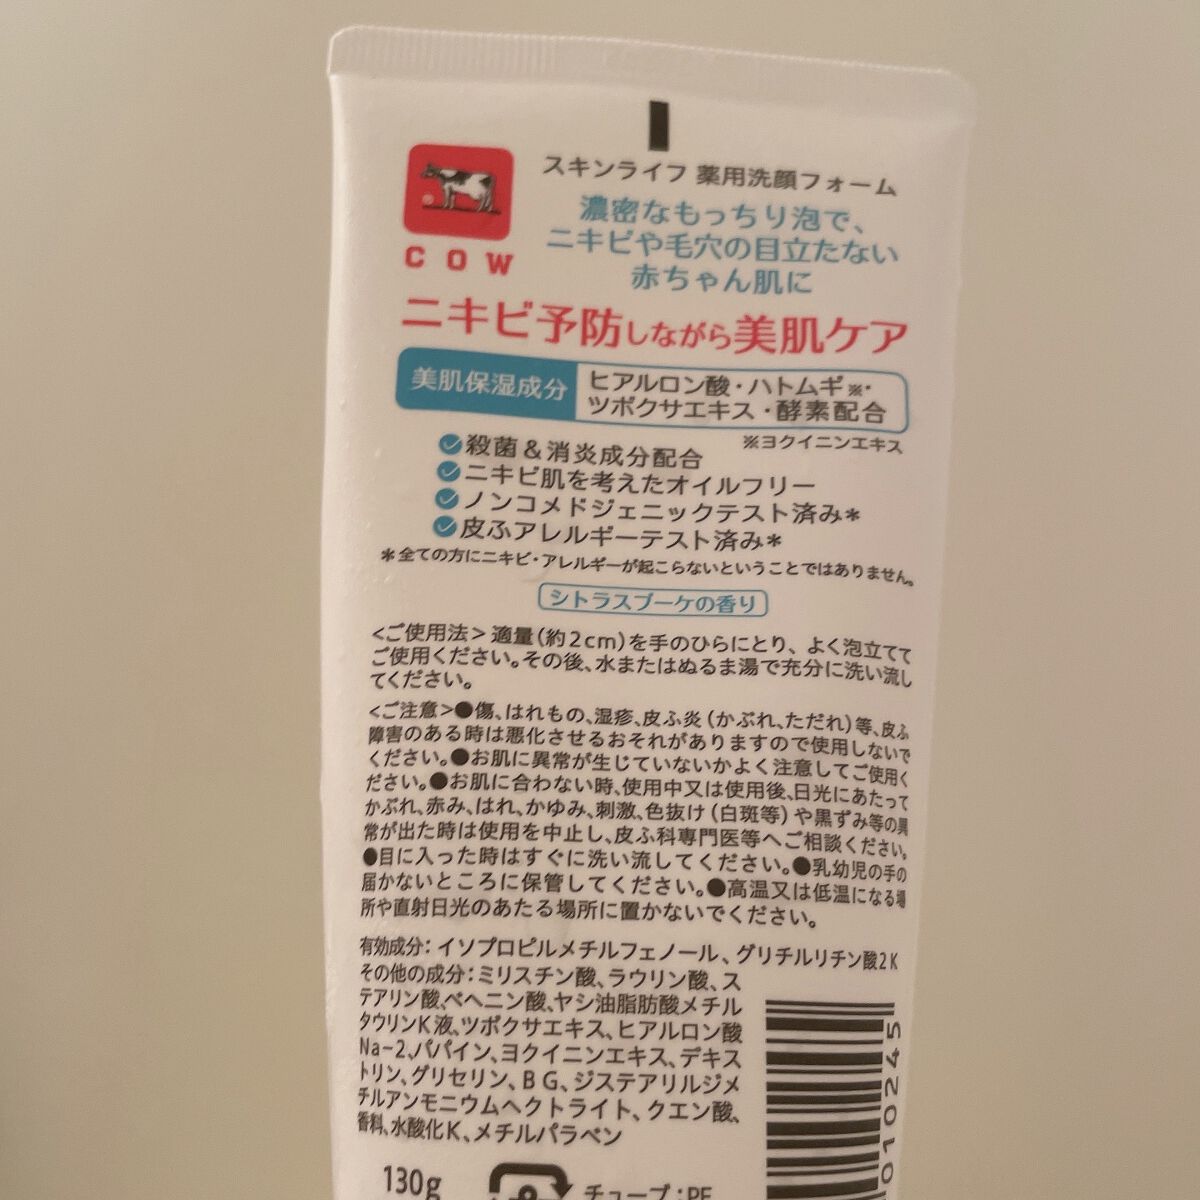 スキンライフ 薬用洗顔フォーム
濃密なもっちり泡で、
ニキビや毛穴の目立たない
赤ちゃん肌に
COW
ニキビ予防しながら美肌ケア
美肌保湿成分
ヒアルロン酸・ハトムギ※・
ツボクサエキス・酵素配合
※ヨクイニンエキス
殺菌&消炎成分配合
ニキビ肌を考えたオイルフリー
ノンコメドジェニックテスト済み*
皮ふアレルギーテスト済み*
*全ての方にニキビ・アレルギーが起こらないということではありません。
シトラスブーケの香り
<ご使用法>適量(約2cm)を手のひらにとり、よく泡立てて
ご使用ください。その後、水またはぬるま湯で充分に洗い流し
てください。
<ご注意>●傷、はれもの、湿疹、皮ふ炎(かぶれ、ただれ)等、皮ふ
障害のある時は悪化させるおそれがありますので使用しないで
ください。●お肌に異常が生じていないかよく注意してご使用く
ださい。●お肌に合わない時、使用中又は使用後、日光にあたって
かぶれ、赤み、はれ、かゆみ、刺激、色抜け(白斑等)や黒ずみ等の異
常が出た時は使用を中止し、皮ふ科専門医等へご相談ください。
●目に入った時はすぐに洗い流してください。●乳幼児の手の
届かないところに保管してください。●高温又は低温になる場
所や直射日光のあたる場所に置かないでください。
有効成分：イソプロピルメチルフェノール、グリチルリチン酸2K
その他の成分：ミリスチン酸、ラウリン酸、ス
テアリン酸、ベヘニン酸、ヤシ油脂肪酸メチル
タウリンK液、ツボクサエキス、ヒアルロン酸
Na-2、パパイン、ヨクイニンエキス、デキス
トリン、グリセリン、BG、ジステアリルジメ
チルアンモニウムヘクトライト、クエン酸、
香料、水酸化K、メチルパラベン
010245
130g
チューブ：PE